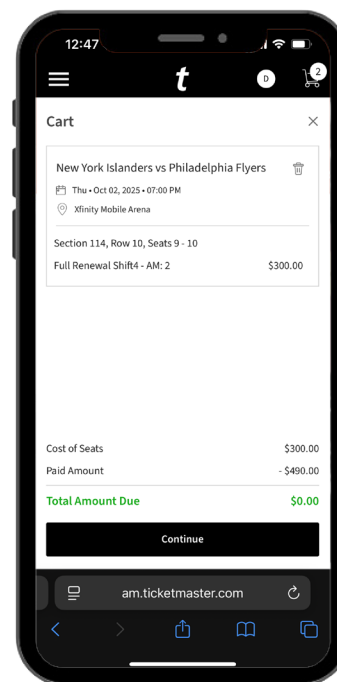 12:47
t
D
2
Cart
New York Islanders vs Philadelphia Flyers
Thu • Oct 02, 2025 • 07:00 PM
Xfinity Mobile Arena
Section 114, Row 10, Seats 9 - 10
Full Renewal Shift4 - AM: 2 $300.00
Cost of Seats $300.00
Paid Amount - $490.00
Total Amount Due $0.00
Continue
am.ticketmaster.com